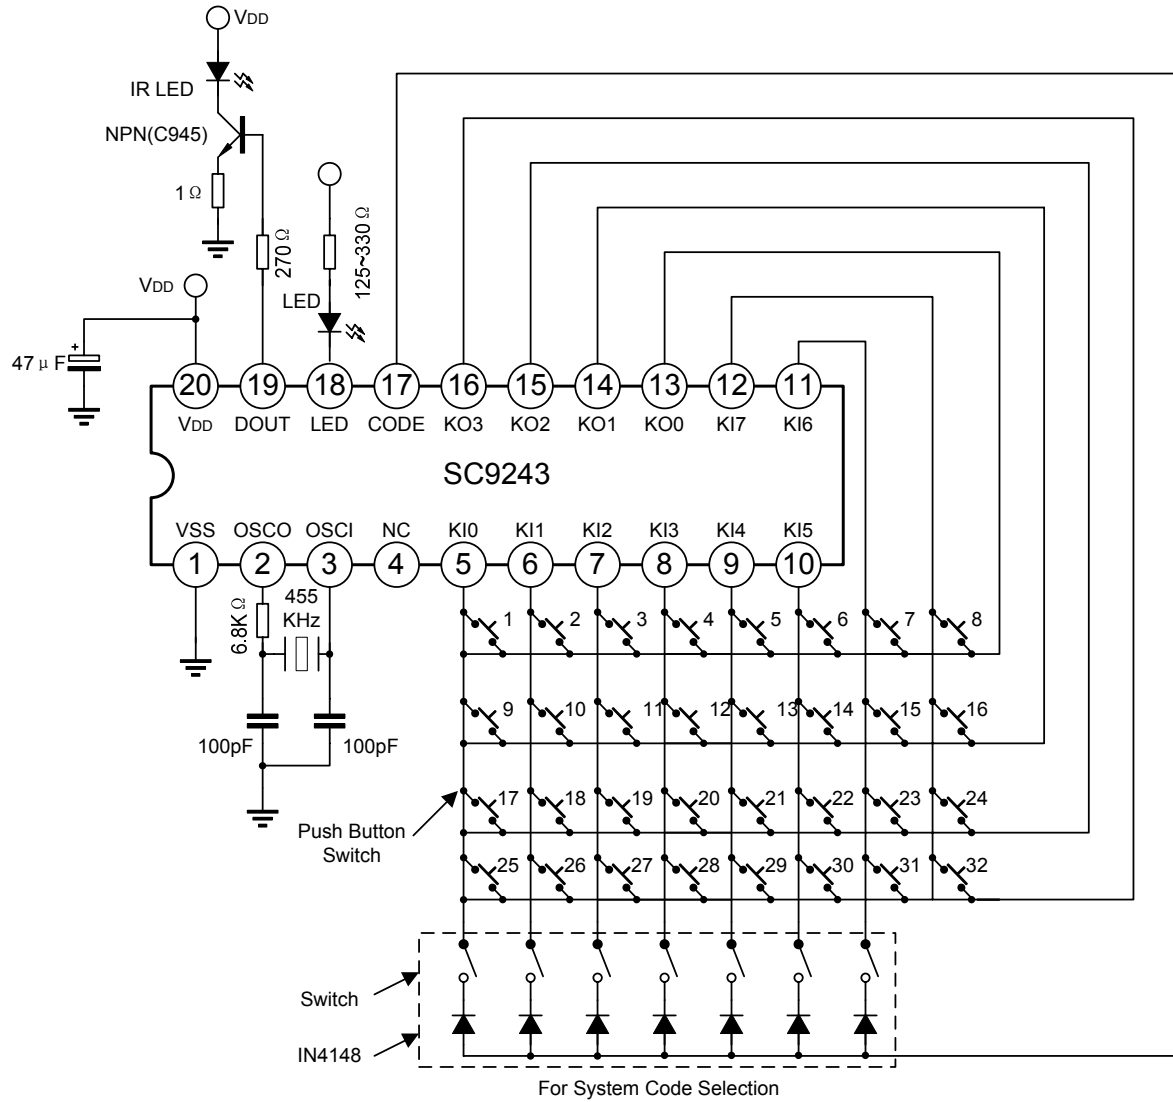 VDD
IR LED
NPN(C945)
1 Ω
270 Ω
125~330 Ω
VDD
LED
47 μ F
+
20 19 18 17 16 15 14 13 12 11
VDD DOUT LED CODE KO3 KO2 KO1 KO0 KI7 KI6
SC9243
VSS OSCO OSCI NC KI0 KI1 KI2 KI3 KI4 KI5
1 2 3 4 5 6 7 8 9 10
6.8K Ω
455
KHz
1 2 3 4 5 6 7 8
9 10 11 12 13 14 15 16
100pF 100pF
17 18 19 20 21 22 23 24
Push Button
Switch
25 26 27 28 29 30 31 32
Switch
IN4148
For System Code Selection